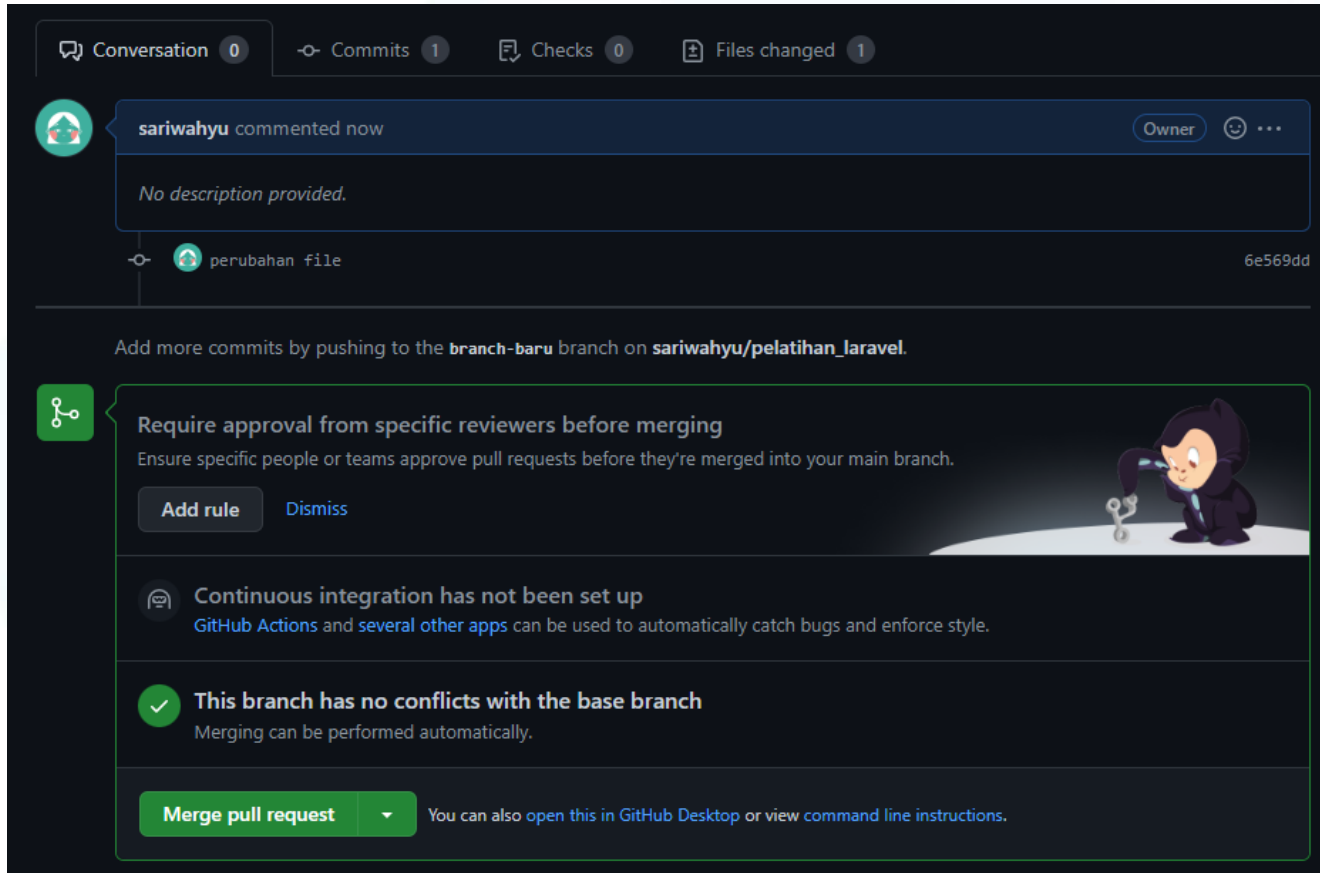 Conversation 0 Commits 1 Checks 0 Files changed 1
sariwahyu commented now Owner
No description provided.
perubahan file 6e569dd
Add more commits by pushing to the branch-baru branch on sariwahyu/pelatihan_laravel.
Require approval from specific reviewers before merging
Ensure specific people or teams approve pull requests before they're merged into your main branch.
Add rule Dismiss
Continuous integration has not been set up
GitHub Actions and several other apps can be used to automatically catch bugs and enforce style.
This branch has no conflicts with the base branch
Merging can be performed automatically.
Merge pull request You can also open this in GitHub Desktop or view command line instructions.